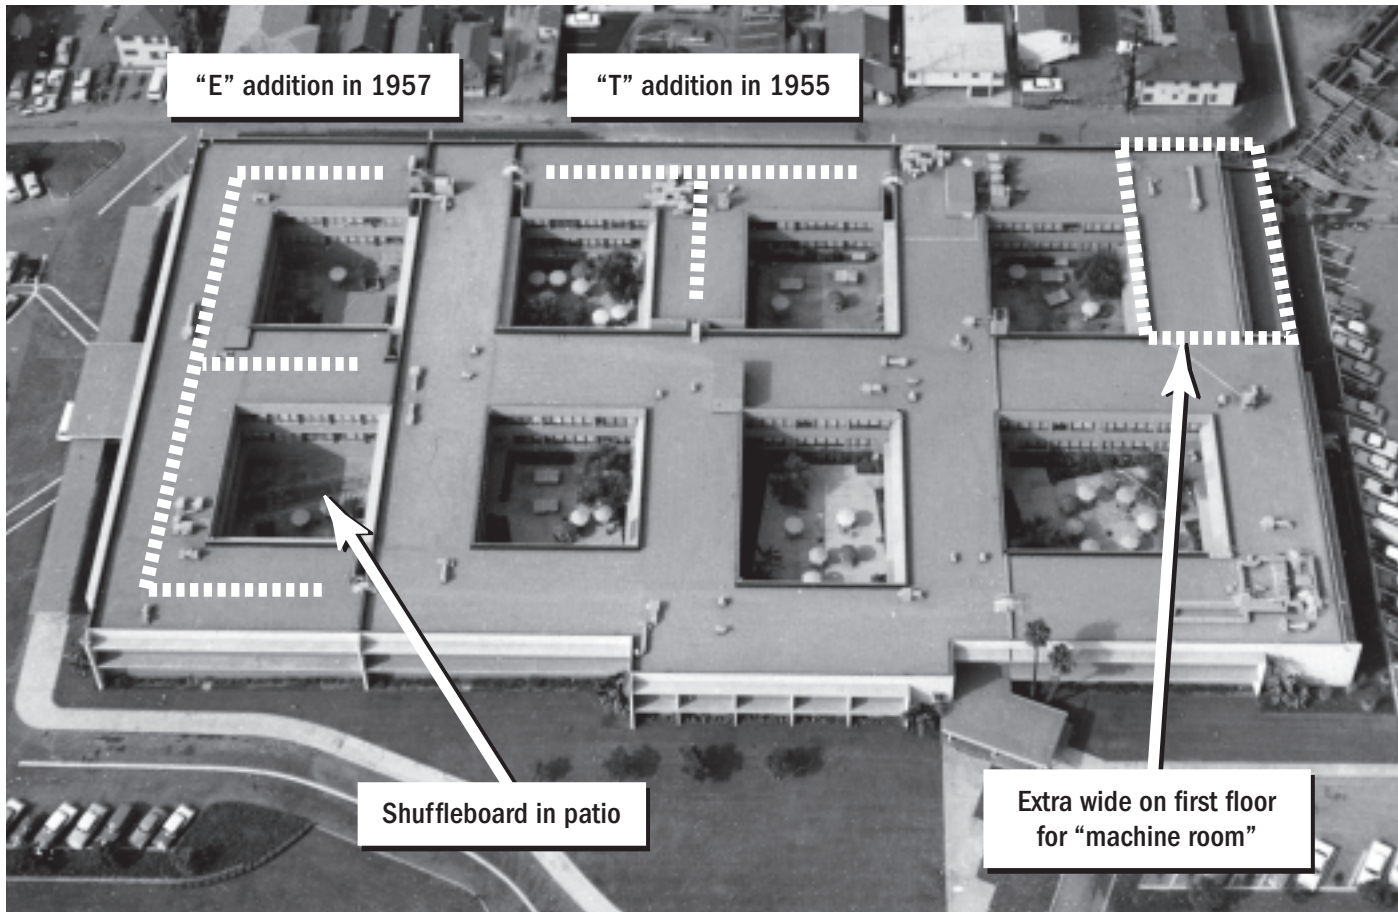 “E” addition in 1957
“T” addition in 1955
Shuffleboard in patio
Extra wide on first floor
for “machine room”